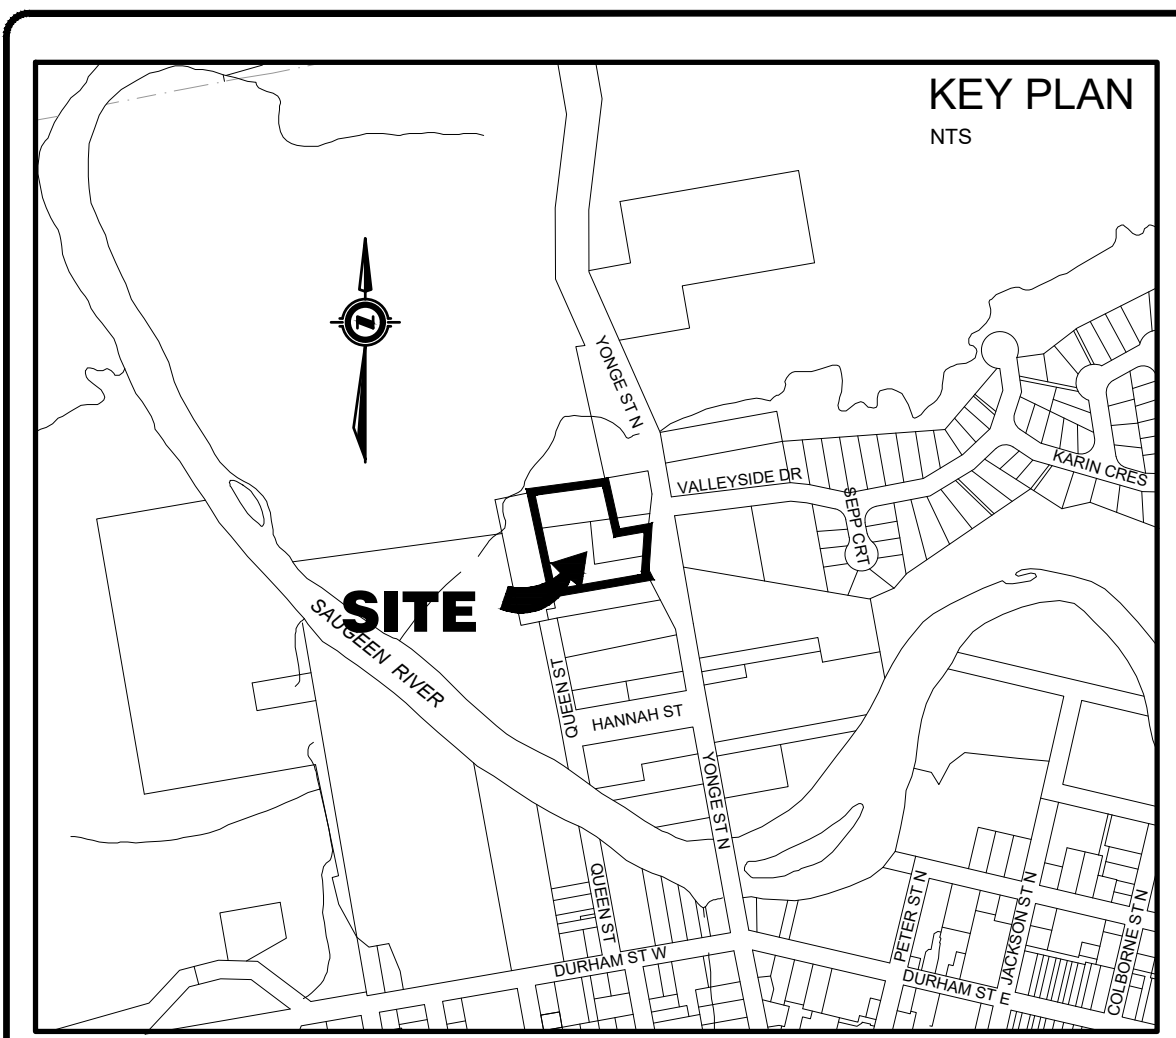 KEY PLAN
NTS
YONGE ST N
VALLEYSIDE DR
KARIN CRES
SEPP CRT
SITE
SAUGEEN RIVER
QUEEN ST
HANNAH ST
YONGE ST N
QUEEN ST
PETER ST N
JACKSON ST N
COLBORNE ST N
DURHAM ST W
DURHAM ST E
N